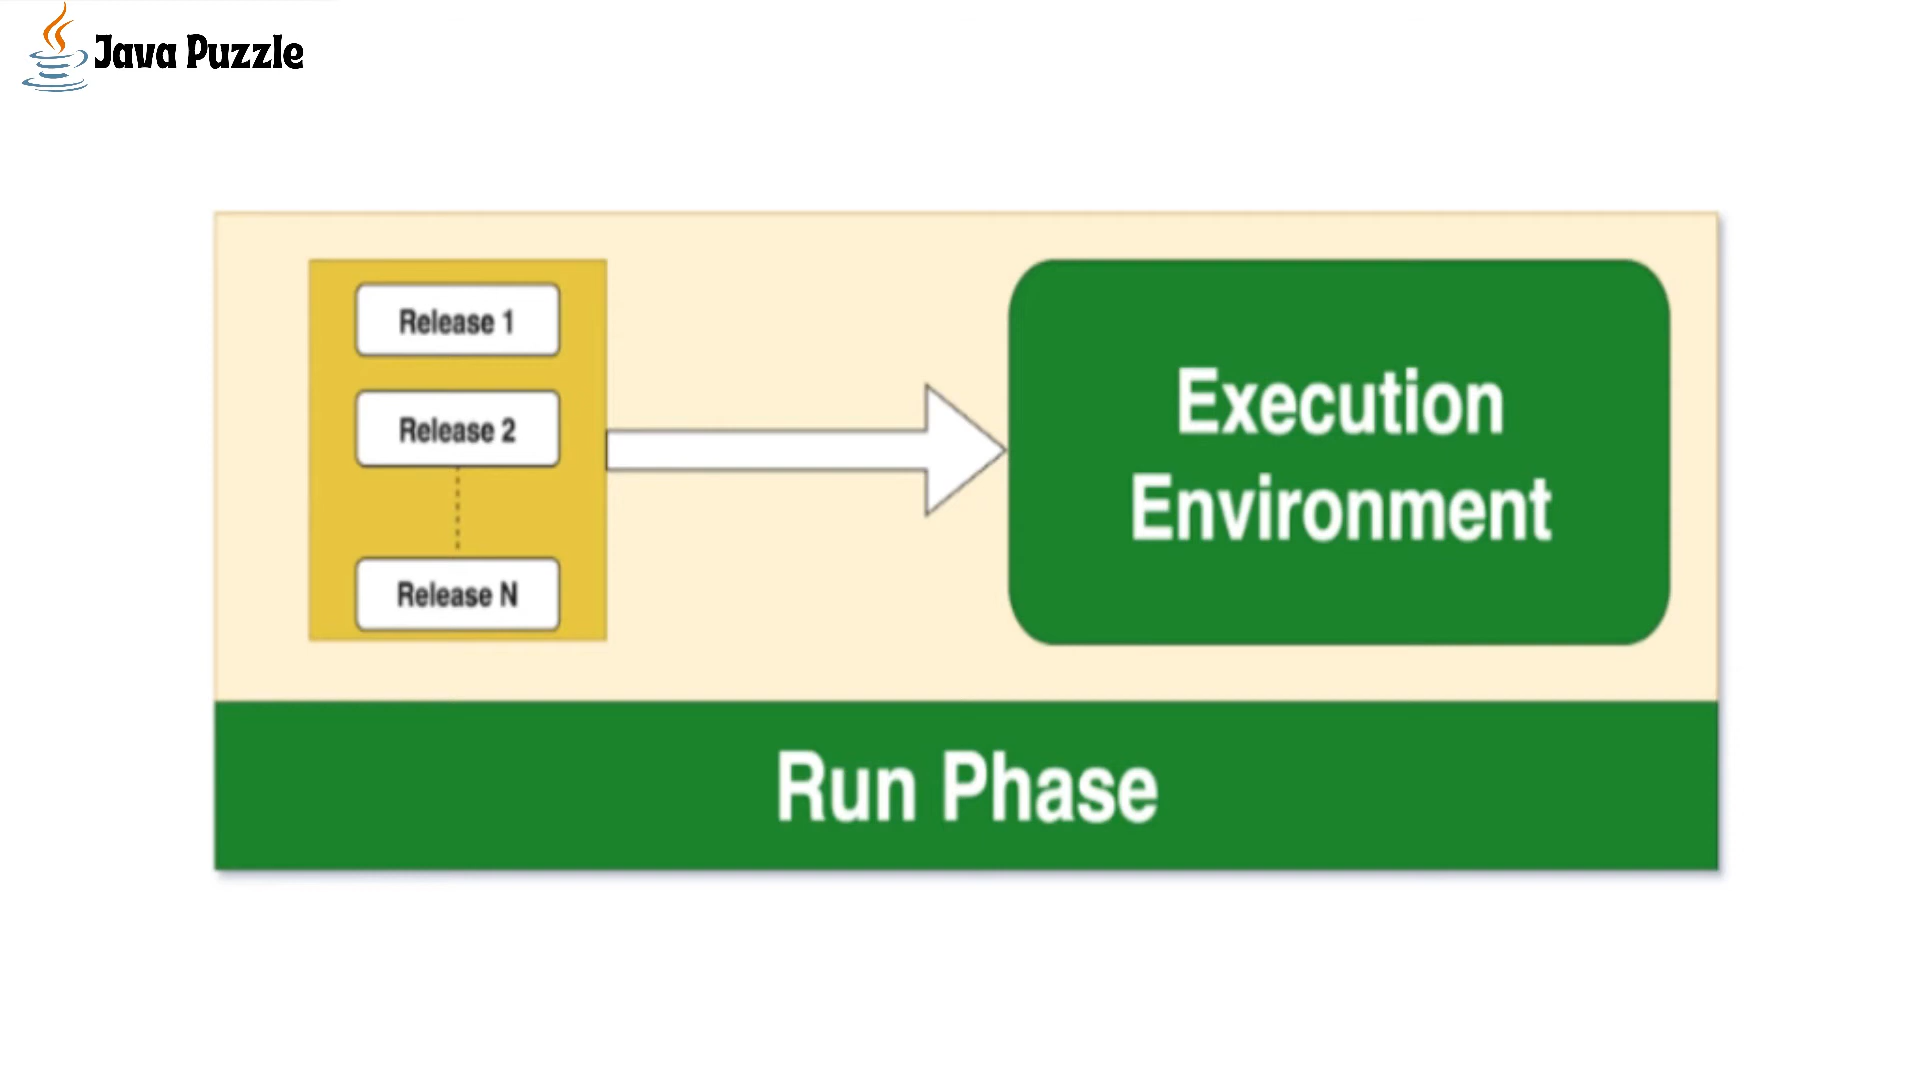 Java Puzzle
Release 1
Release 2
Release N
Execution
Environment
Run Phase